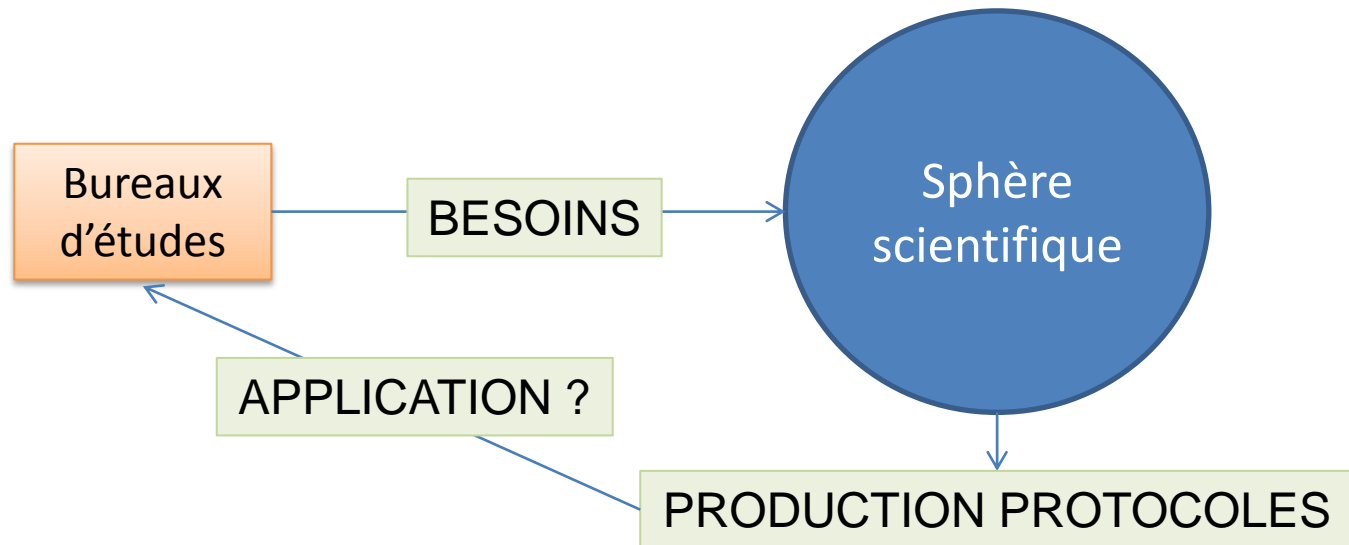 Bureaux
d'études
BESOINS
Sphère
scientifique
APPLICATION ?
PRODUCTION PROTOCOLES